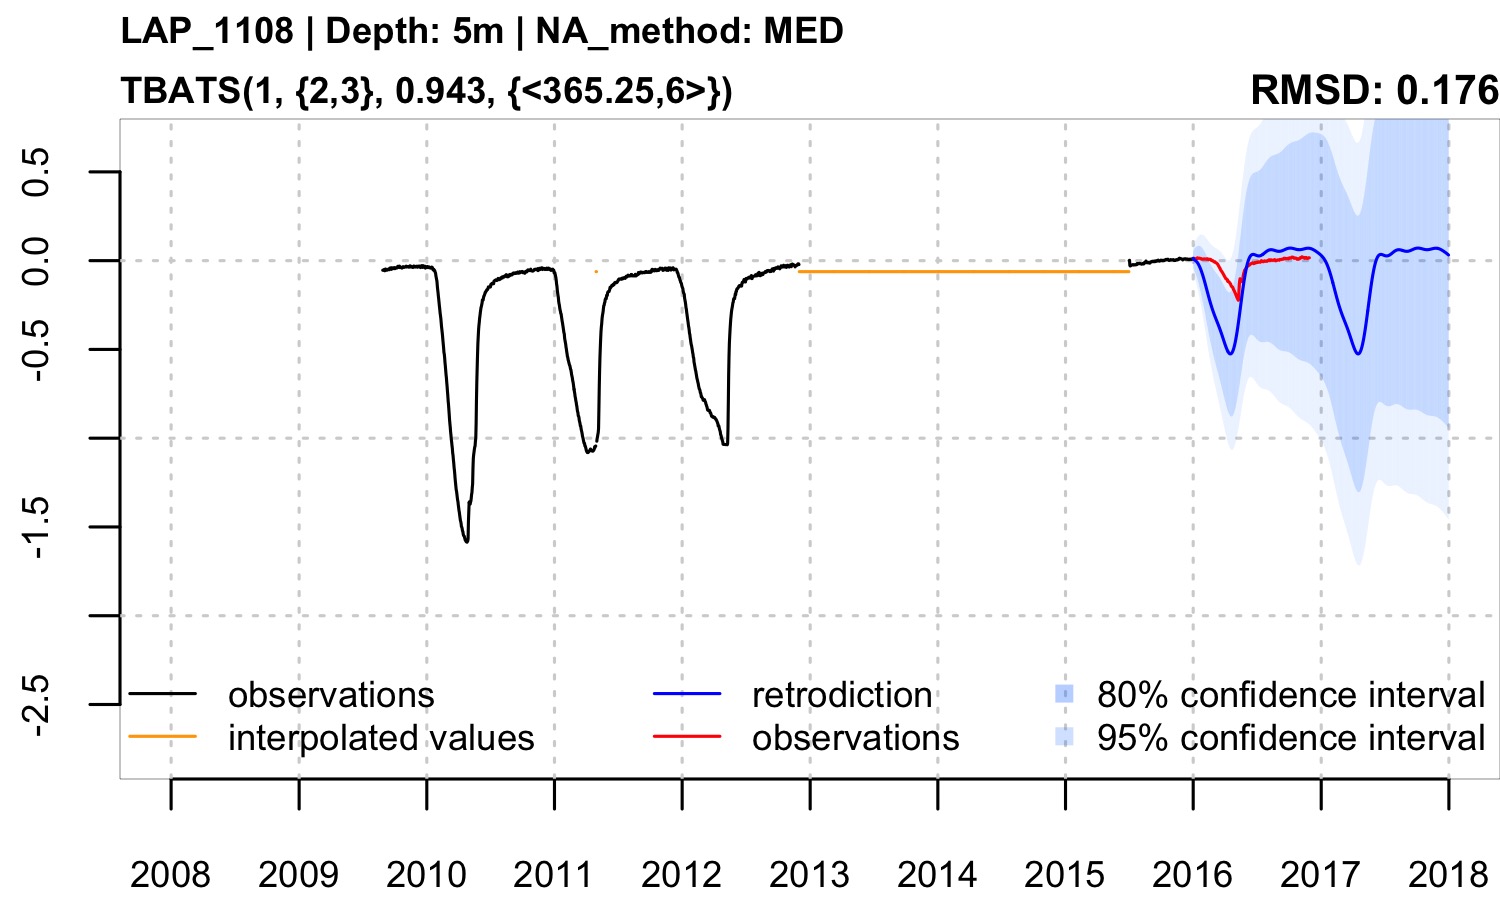 LAP_1108 | Depth: 5m | NA_method: MED
TBATS(1, {2,3}, 0.943, {<365.25,6>})
RMSD: 0.176
0.5
0.0
-0.5
-1.5
-2.5
observations
interpolated values
retrodiction
observations
80% confidence interval
95% confidence interval
2008 2009 2010 2011 2012 2013 2014 2015 2016 2017 2018